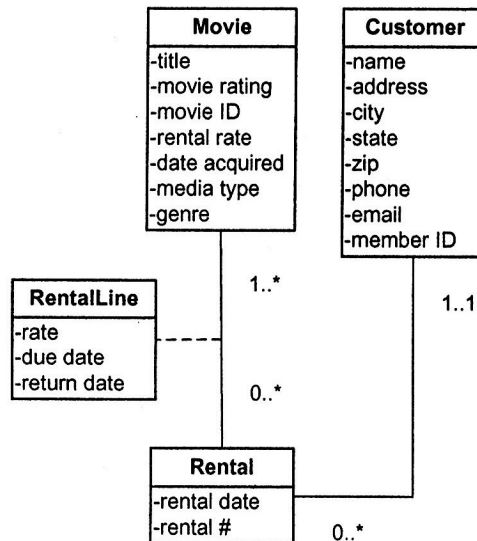 Movie
-title
-movie rating
-movie ID
-rental rate
-date acquired
-media type
-genre
Customer
-name
-address
-city
-state
-zip
-phone
-email
-member ID
1..*
1..1
RentalLine
-rate
-due date
-return date
0..*
Rental
-rental date
-rental #
0..*